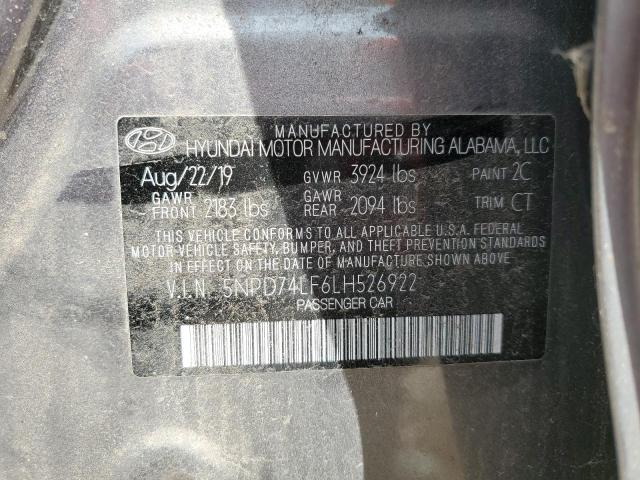 MANUFACTURED BY
HYUNDAI MOTOR MANUFACTURING ALABAMA, LLC
Aug/22/19 GVWR 3924 lbs PAINT 2C
GAWR FRONT 2183 lbs GAWR REAR 2094 lbs TRIM CT
THIS VEHICLE CONFORMS TO ALL APPLICABLE U.S.A. FEDERAL
MOTOR VEHICLE SAFETY, BUMPER, AND THEFT PREVENTION STANDARDS
IN EFFECT ON THE DATE OF MANUFACTURE SHOWN ABOVE.
V.I.N. 5NPD74LF6LH526922
PASSENGER CAR